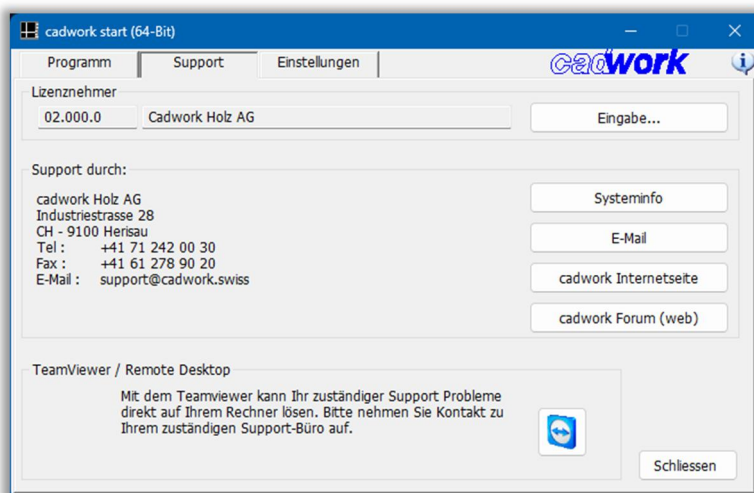 cadwork start (64-Bit)
Programm Support Einstellungen cadwork
Lizenznehmer
02.000.0 Cadwork Holz AG Eingabe...
Support durch:
cadwork Holz AG
Industriestrasse 28
CH - 9100 Herisau
Tel : +41 71 242 00 30
Fax : +41 61 278 90 20
E-Mail : support@cadwork.swiss
Systeminfo
E-Mail
cadwork Internetseite
cadwork Forum (web)
TeamViewer / Remote Desktop
Mit dem Teamviewer kann Ihr zuständiger Support Probleme
direkt auf Ihrem Rechner lösen. Bitte nehmen Sie Kontakt zu
Ihrem zuständigen Support-Büro auf.
Schliessen